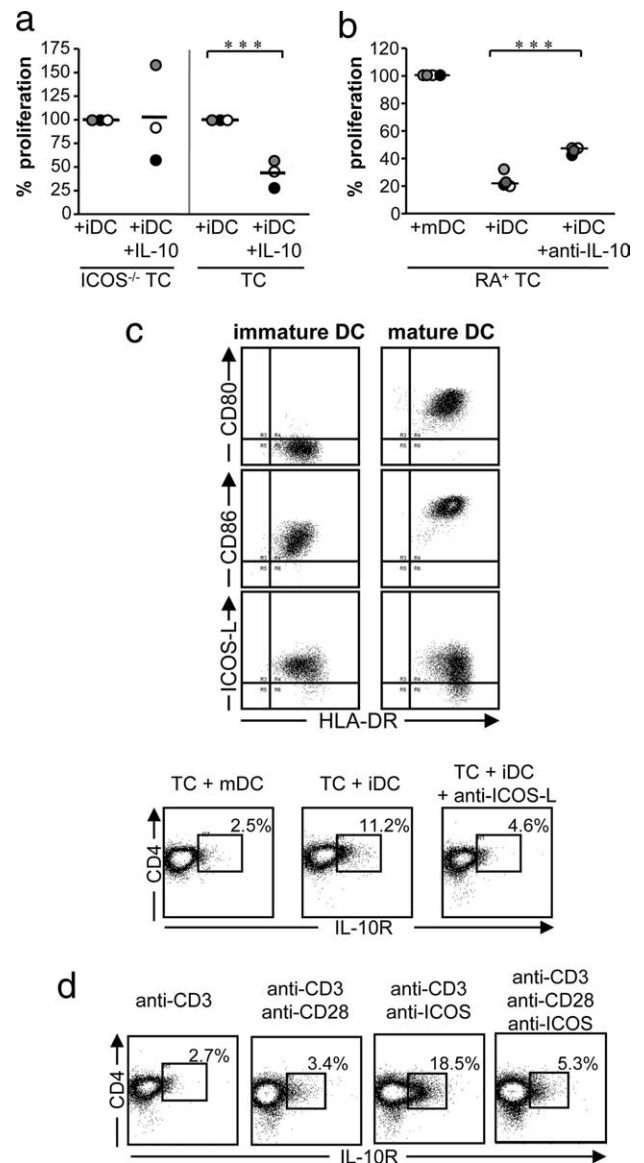 a
% proliferation
175
150
125
100
75
50
25
0
***
+iDC
+iDC
+IL-10
+iDC
+iDC
+IL-10
ICOS-/- TC
TC
b
% proliferation
100
80
60
40
20
0
***
+mDC
+iDC
+iDC
+anti-IL-10
RA+ TC
c
immature DC
mature DC
CD80
CD86
ICOS-L
HLA-DR
TC + mDC
TC + iDC
TC + iDC
+ anti-ICOS-L
2.5%
11.2%
4.6%
CD4
IL-10R
d
anti-CD3
anti-CD3
anti-CD28
anti-CD3
anti-ICOS
anti-CD3
anti-CD28
anti-ICOS
2.7%
3.4%
18.5%
5.3%
CD4
IL-10R